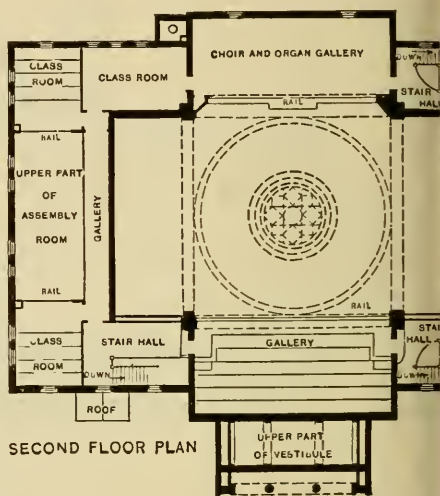 CHOIR AND ORGAN GALLERY
CLASS
ROOM
CLASS ROOM
DOWN
STAIR
HALL
RAIL
RAIL
UPPER PART
OF
ASSEMBLY
ROOM
GALLERY
RAIL
RAIL
CLASS
ROOM
STAIR HALL
DOWN
GALLERY
STAI
HALL
DOWN
ROOF
SECOND FLOOR PLAN
UPPER PART
OF VESTIBULE